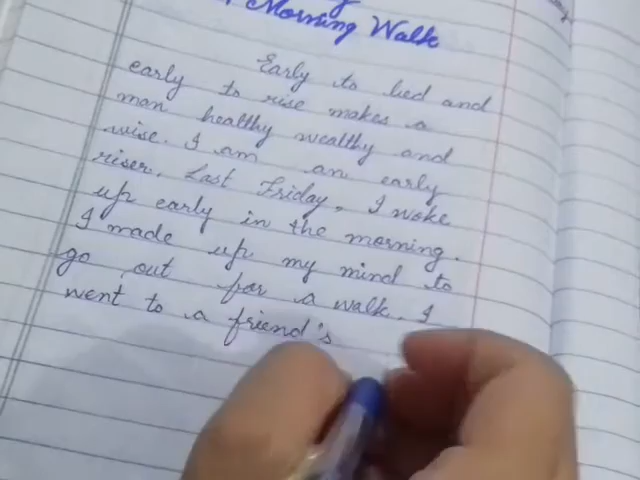 Morning Walk
Early to bed and
early to rise makes a
man healthy wealthy and
wise. I am an early
riser. Last Friday, I woke
up early in the morning.
I made up my mind to
go out for a walk. I
went to a friend's